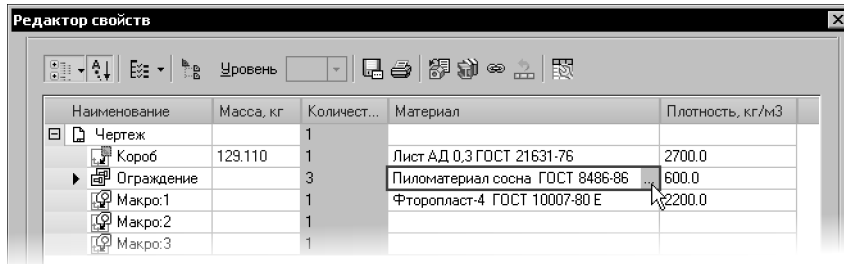 Редактор свойств
Уровень
Наименование Масса, кг Количест... Материал Плотность, кг/м3
Чертеж 1
Короб 129.110 1 Лист АД 0,3 ГОСТ 21631-76 2700.0
Ограждение 3 Пиломатериал сосна ГОСТ 8486-86 ... 600.0
Макро:1 1 Фторопласт-4 ГОСТ 10007-80 Е 2200.0
Макро:2 1
Макро:3 1